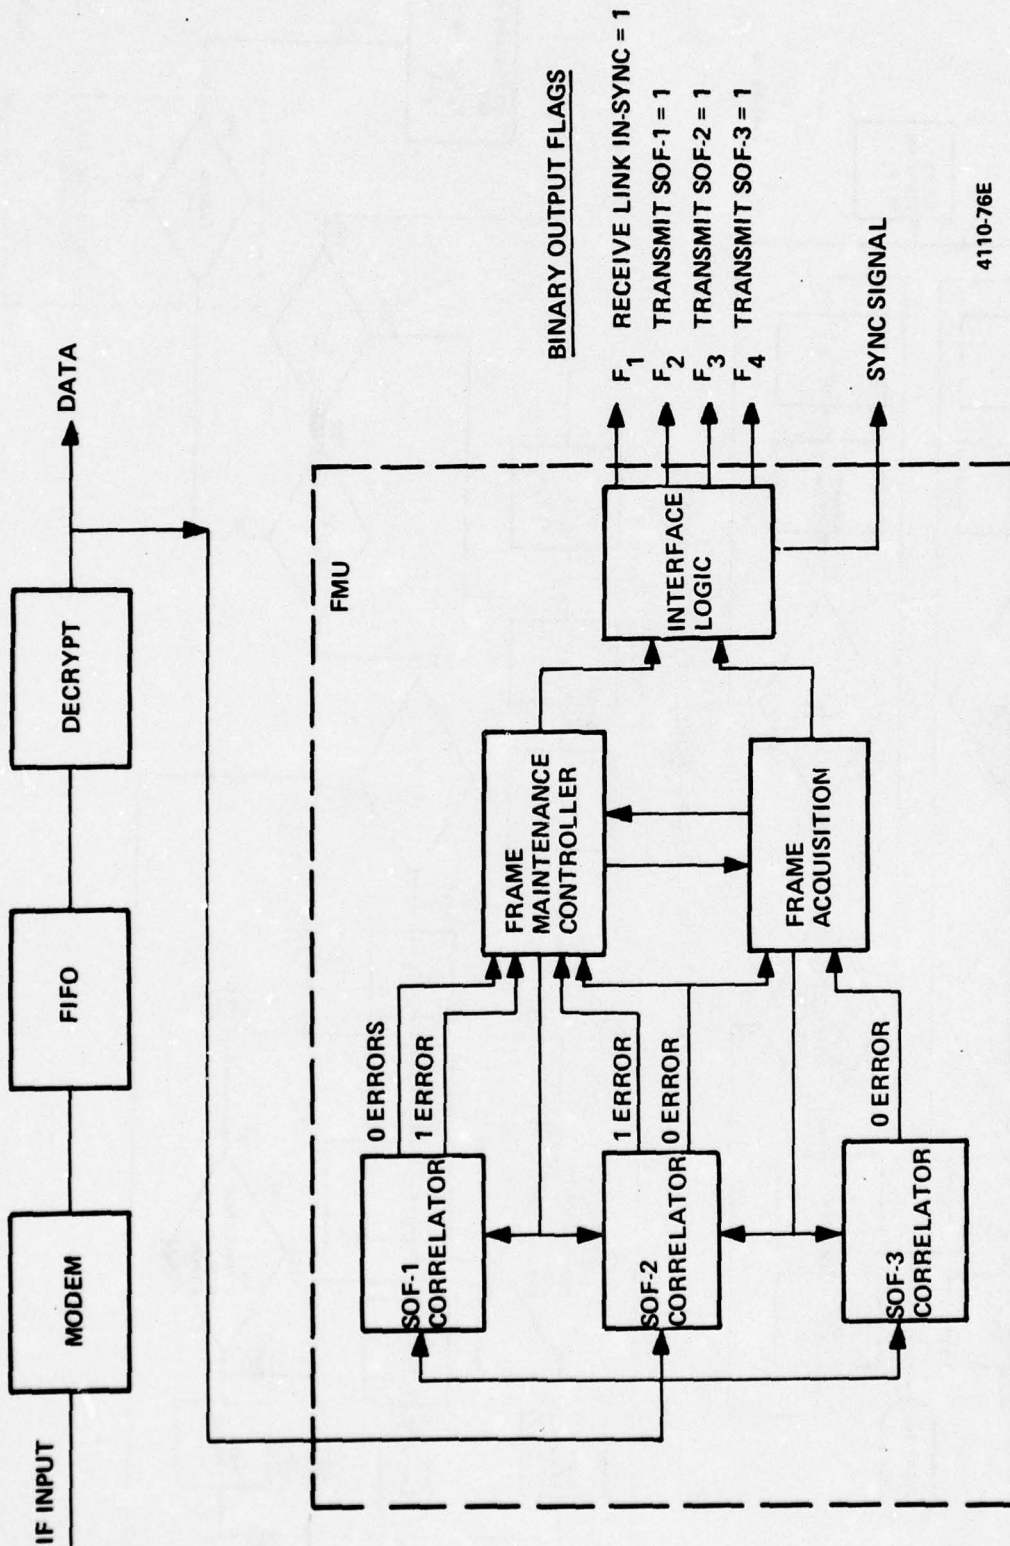 IF INPUT
MODEM
FIFO
DECRYPT
DATA
FMU
SOF-1
CORRELATOR
0 ERRORS
1 ERROR
SOF-2
CORRELATOR
1 ERROR
0 ERROR
SOF-3
CORRELATOR
0 ERROR
FRAME
MAINTENANCE
CONTROLLER
FRAME
ACQUISITION
INTERFACE
LOGIC
BINARY OUTPUT FLAGS
F1 RECEIVE LINK IN-SYNC = 1
F2 TRANSMIT SOF-1 = 1
F3 TRANSMIT SOF-2 = 1
F4 TRANSMIT SOF-3 = 1
SYNC SIGNAL
4110-76E